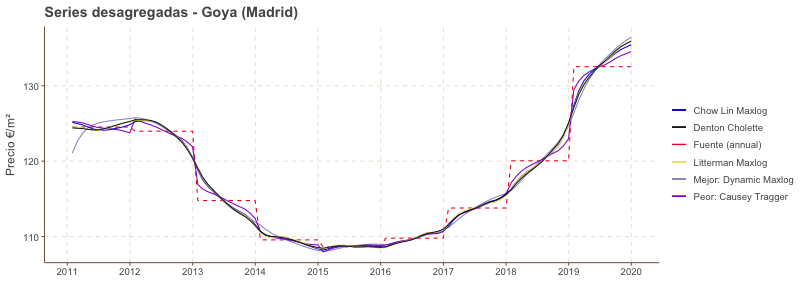 Series desagregadas - Goya (Madrid)
Precio €/m²
130
120
110
2011 2012 2013 2014 2015 2016 2017 2018 2019 2020
Chow Lin Maxlog
Denton Cholette
Fuente (annual)
Litterman Maxlog
Mejor: Dynamic Maxlog
Peor: Causey Tragger